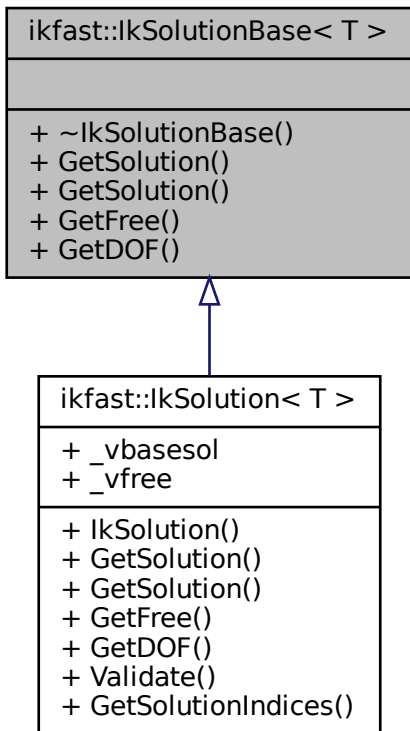 ikfast::IkSolutionBase< T >
+ ~IkSolutionBase()
+ GetSolution()
+ GetSolution()
+ GetFree()
+ GetDOF()
ikfast::IkSolution< T >
+ _vbasesol
+ _vfree
+ IkSolution()
+ GetSolution()
+ GetSolution()
+ GetFree()
+ GetDOF()
+ Validate()
+ GetSolutionIndices()